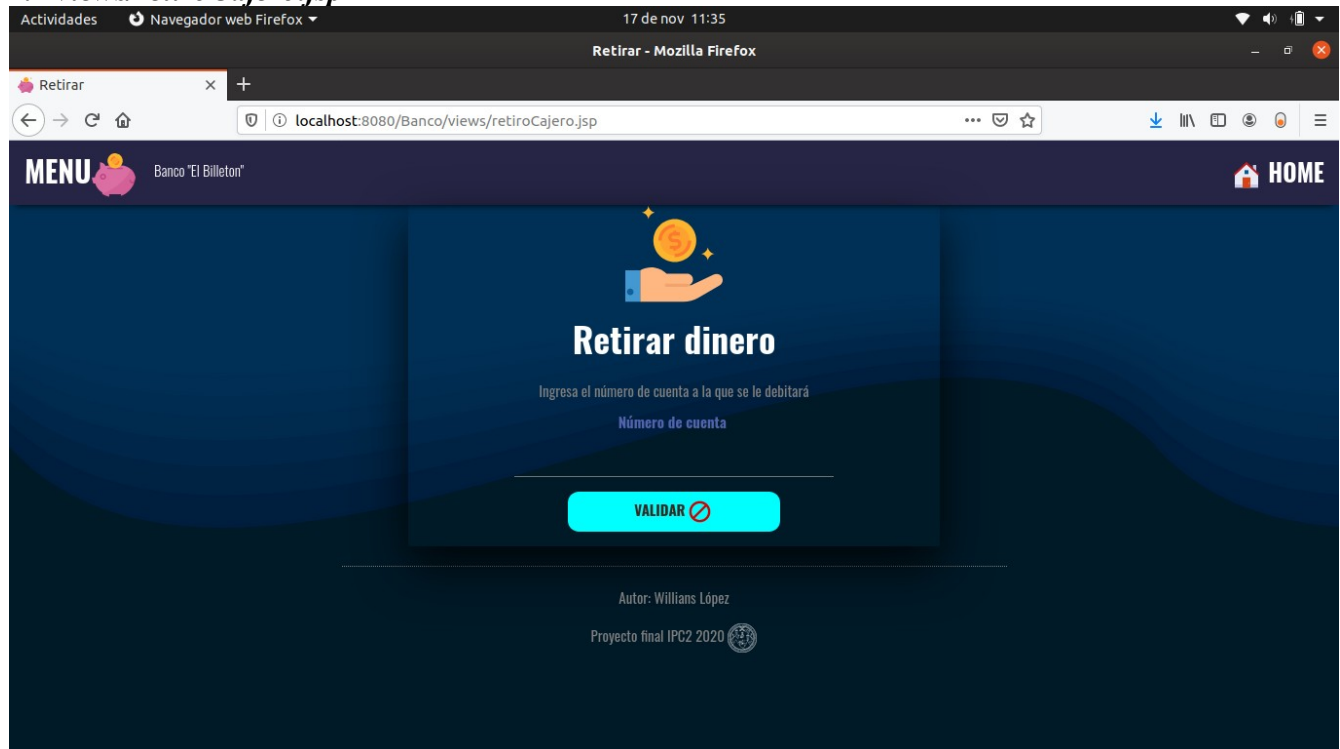 Actividades Navegador web Firefox 17 de nov 11:35
Retirar - Mozilla Firefox
Retirar
localhost:8080/Banco/views/retiroCajero.jsp
MENU Banco "El Billeton" HOME
Retirar dinero
Ingresa el número de cuenta a la que se le debitará
Número de cuenta
VALIDAR
Autor: Willians López
Proyecto final IPC2 2020